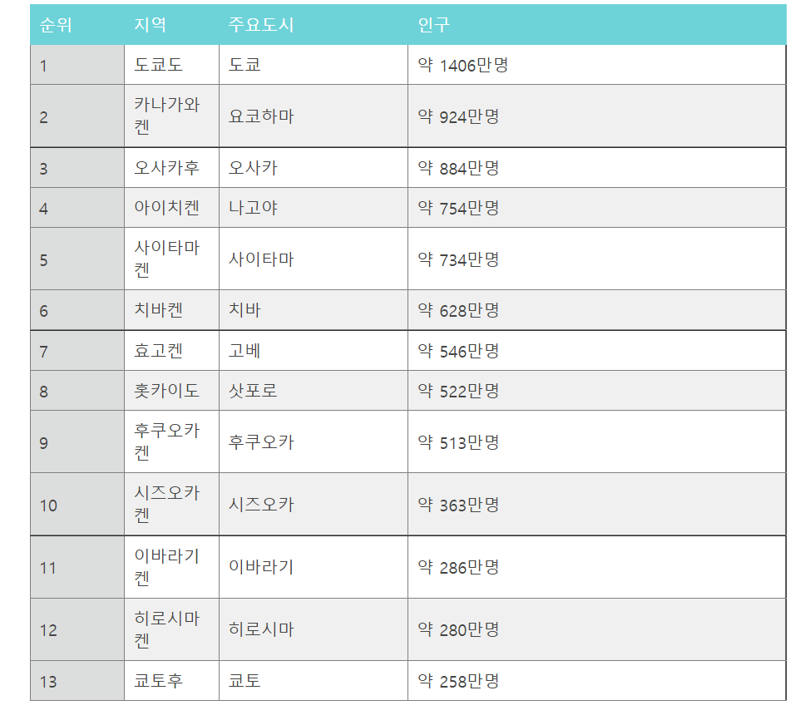 순위 지역 주요도시 인구
1 도쿄도 도쿄 약 1406만명
2 카나가와켄 요코하마 약 924만명
3 오사카후 오사카 약 884만명
4 아이치켄 나고야 약 754만명
5 사이타마켄 사이타마 약 734만명
6 치바켄 치바 약 628만명
7 효고켄 고베 약 546만명
8 홋카이도 삿포로 약 522만명
9 후쿠오카켄 후쿠오카 약 513만명
10 시즈오카켄 시즈오카 약 363만명
11 이바라기켄 이바라기 약 286만명
12 히로시마켄 히로시마 약 280만명
13 쿄토후 쿄토 약 258만명